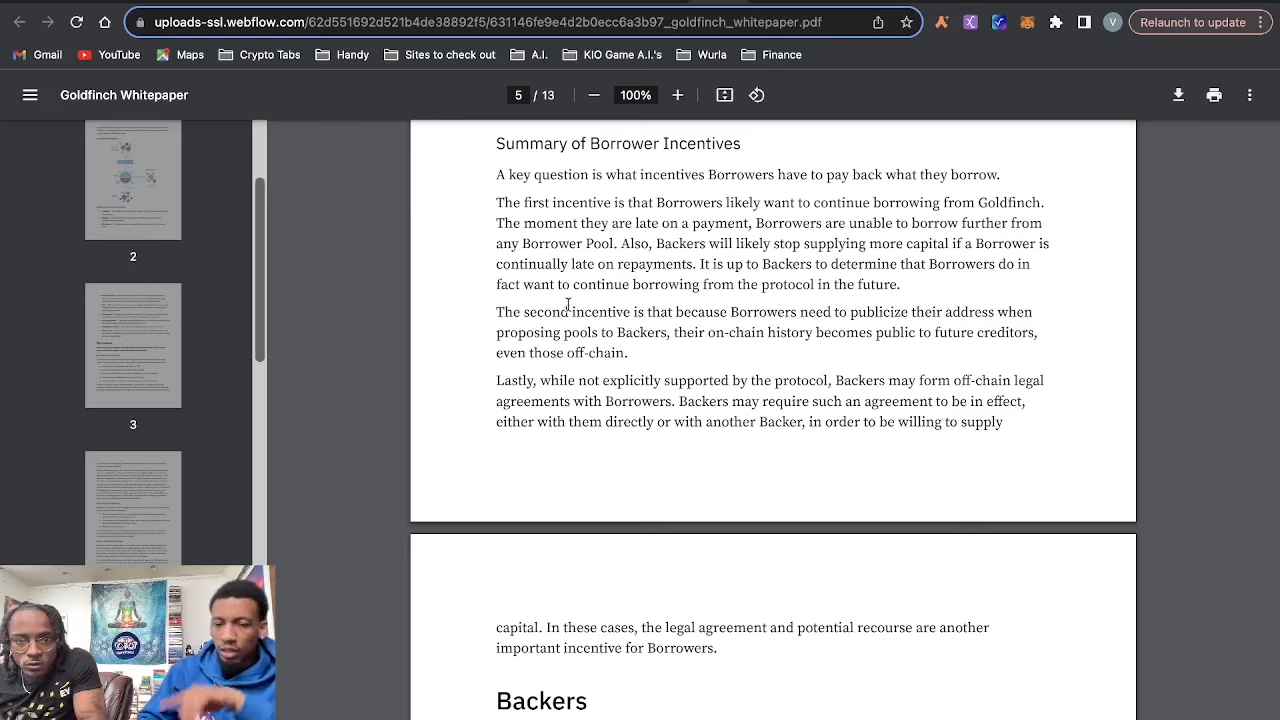 uploads-ssl.webflow.com/62d551692d521b4de38892f5/631146fe9e4d2b0ecc6a3b97_goldfinch_whitepaper.pdf
V
Relaunch to update
Gmail
YouTube
Maps
Crypto Tabs
Handy
Sites to check out
A.I.
KIO Game A.I.'s
Wurla
Finance
Goldfinch Whitepaper
5 / 13
100%
2
3
Summary of Borrower Incentives
A key question is what incentives Borrowers have to pay back what they borrow.
The first incentive is that Borrowers likely want to continue borrowing from Goldfinch.
The moment they are late on a payment, Borrowers are unable to borrow further from
any Borrower Pool. Also, Backers will likely stop supplying more capital if a Borrower is
continually late on repayments. It is up to Backers to determine that Borrowers do in
fact want to continue borrowing from the protocol in the future.
The second incentive is that because Borrowers need to publicize their address when
proposing pools to Backers, their on-chain history becomes public to future creditors,
even those off-chain.
Lastly, while not explicitly supported by the protocol, Backers may form off-chain legal
agreements with Borrowers. Backers may require such an agreement to be in effect,
either with them directly or with another Backer, in order to be willing to supply
capital. In these cases, the legal agreement and potential recourse are another
important incentive for Borrowers.
Backers